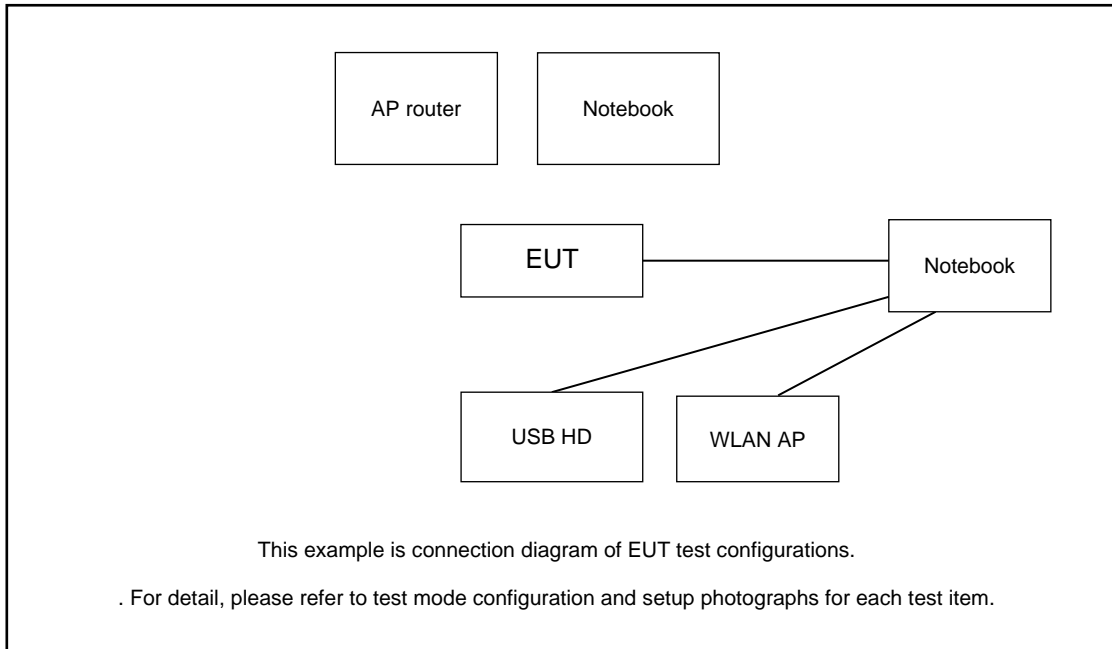 AP router
Notebook
EUT
Notebook
USB HD
WLAN AP
This example is connection diagram of EUT test configurations.
. For detail, please refer to test mode configuration and setup photographs for each test item.